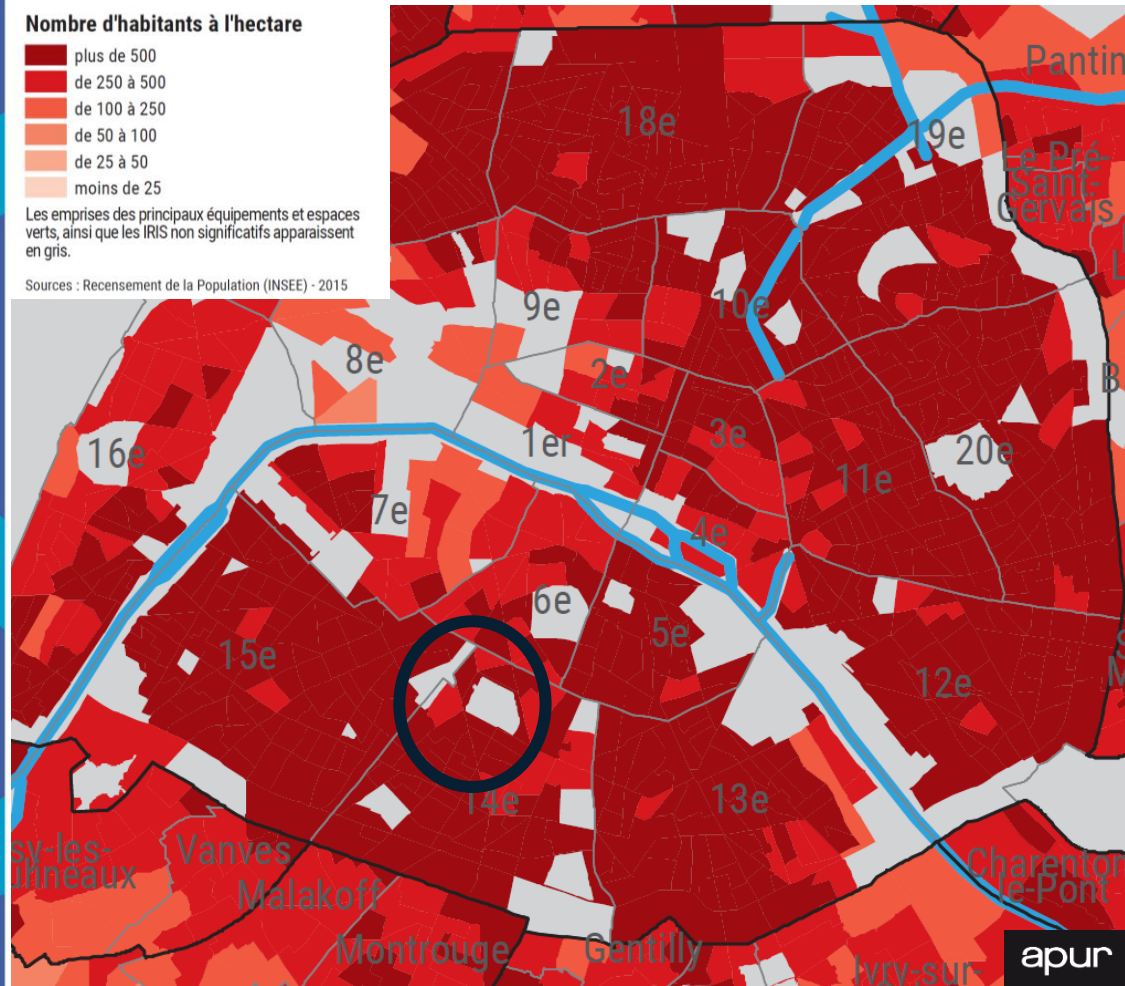 Nombre d'habitants à l'hectare
plus de 500
de 250 à 500
de 100 à 250
de 50 à 100
de 25 à 50
moins de 25
Les emprises des principaux équipements et espaces
verts, ainsi que les IRIS non significatifs apparaissent
en gris.
Sources : Recensement de la Population (INSEE) - 2015
Pantin
18e
19e
Le Pré-
Saint-
Gervais
L
9e
10e
8e
2e
B
1er
3e
16e
20e
11e
7e
4e
6e
5e
15e
12e
S
M
14e
13e
sy-les-
Vanves
Malakoff
Charenton
le-Pont
Montrouge
Gentilly
Ivry-sur-
apur